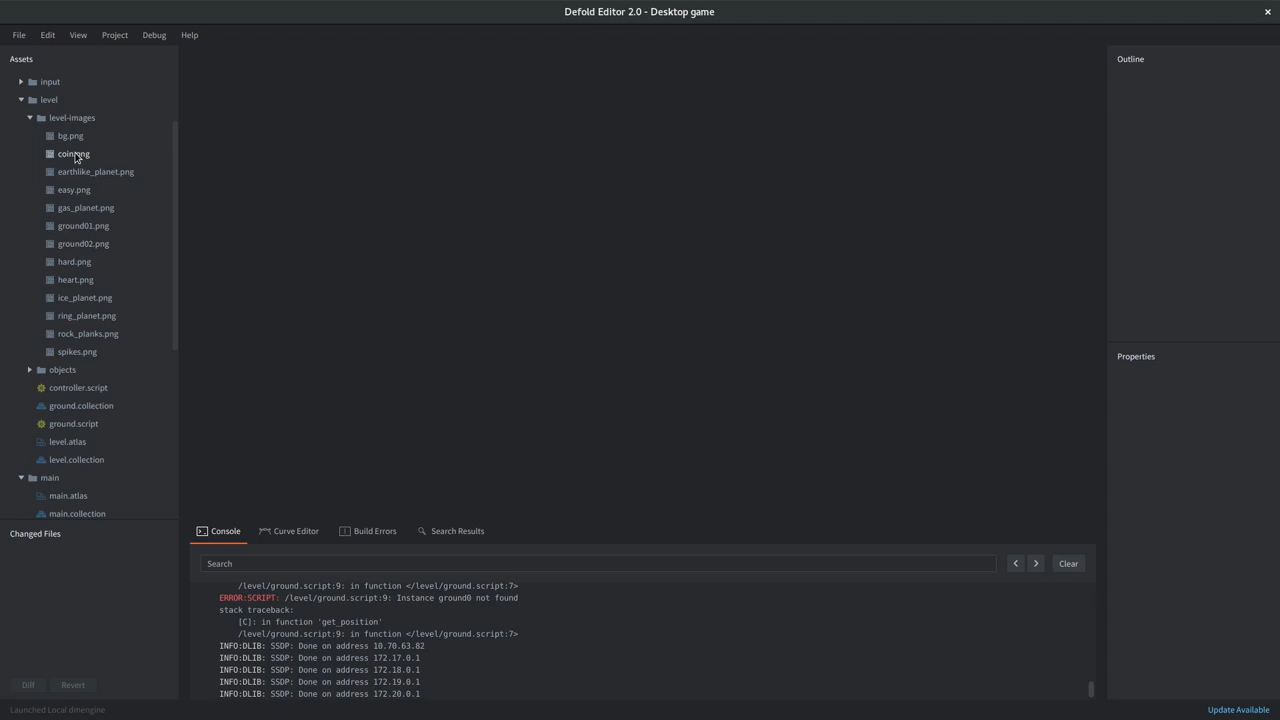 Defold Editor 2.0 - Desktop game
File Edit View Project Debug Help
Assets
input
level
level-images
bg.png
coin.png
earthlike_planet.png
easy.png
gas_planet.png
ground01.png
ground02.png
hard.png
heart.png
ice_planet.png
ring_planet.png
rock_planks.png
spikes.png
objects
controller.script
ground.collection
ground.script
level.atlas
level.collection
main
main.atlas
main.collection
Changed Files
Diff Revert
Launched Local dmengine
Console Curve Editor Build Errors Search Results
Search
Clear
/level/ground.script:9: in function </level/ground.script:7>
ERROR:SCRIPT: /level/ground.script:9: Instance ground0 not found
stack traceback:
[C]: in function 'get_position'
/level/ground.script:9: in function </level/ground.script:7>
INFO:DLIB: SSDP: Done on address 10.70.63.82
INFO:DLIB: SSDP: Done on address 172.17.0.1
INFO:DLIB: SSDP: Done on address 172.18.0.1
INFO:DLIB: SSDP: Done on address 172.19.0.1
INFO:DLIB: SSDP: Done on address 172.20.0.1
Outline
Properties
Update Available